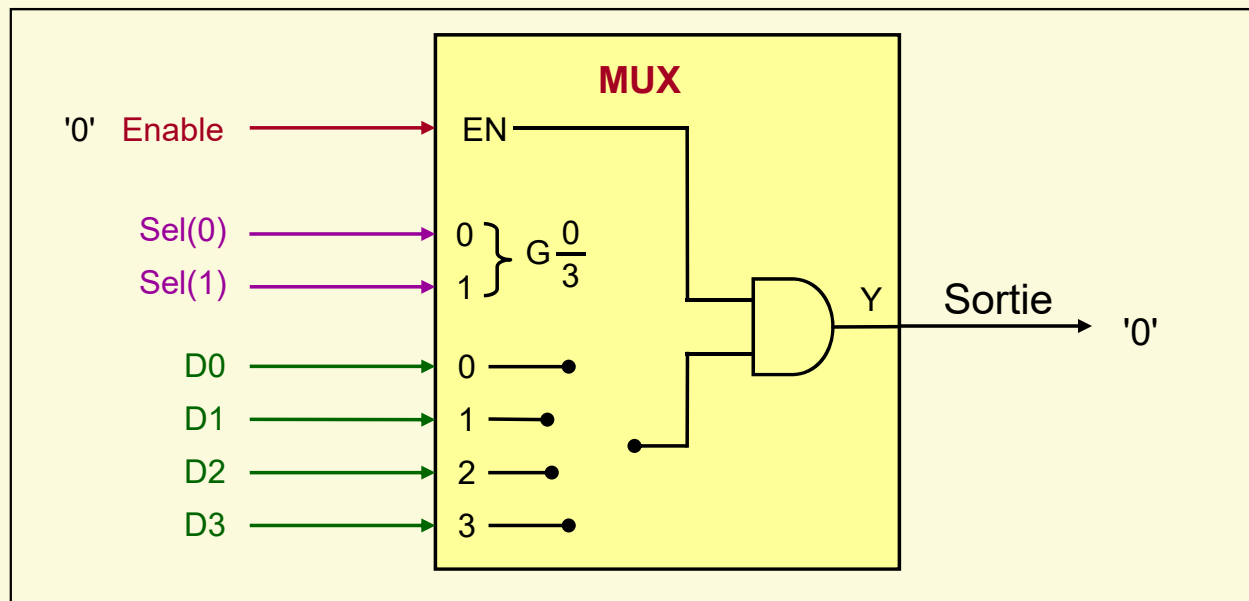 MUX
'0' Enable EN
Sel(0) 0
G 0
3
Sel(1) 1
Y Sortie '0'
D0 0
D1 1
D2 2
D3 3